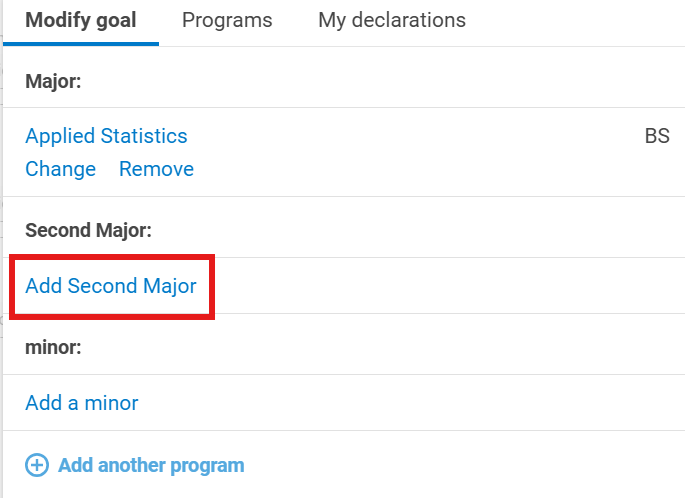 Modify goal Programs My declarations
Major:
Applied Statistics BS
Change Remove
Second Major:
Add Second Major
minor:
Add a minor
Add another program